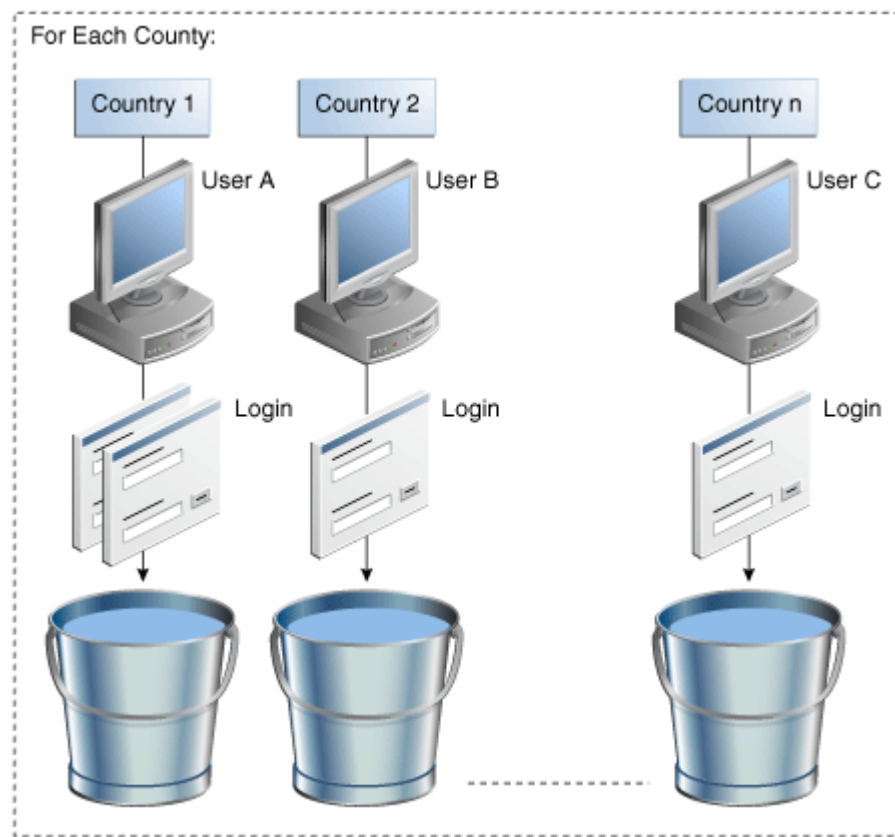 For Each County:
Country 1
Country 2
Country n
User A
User B
User C
Login
Login
Login